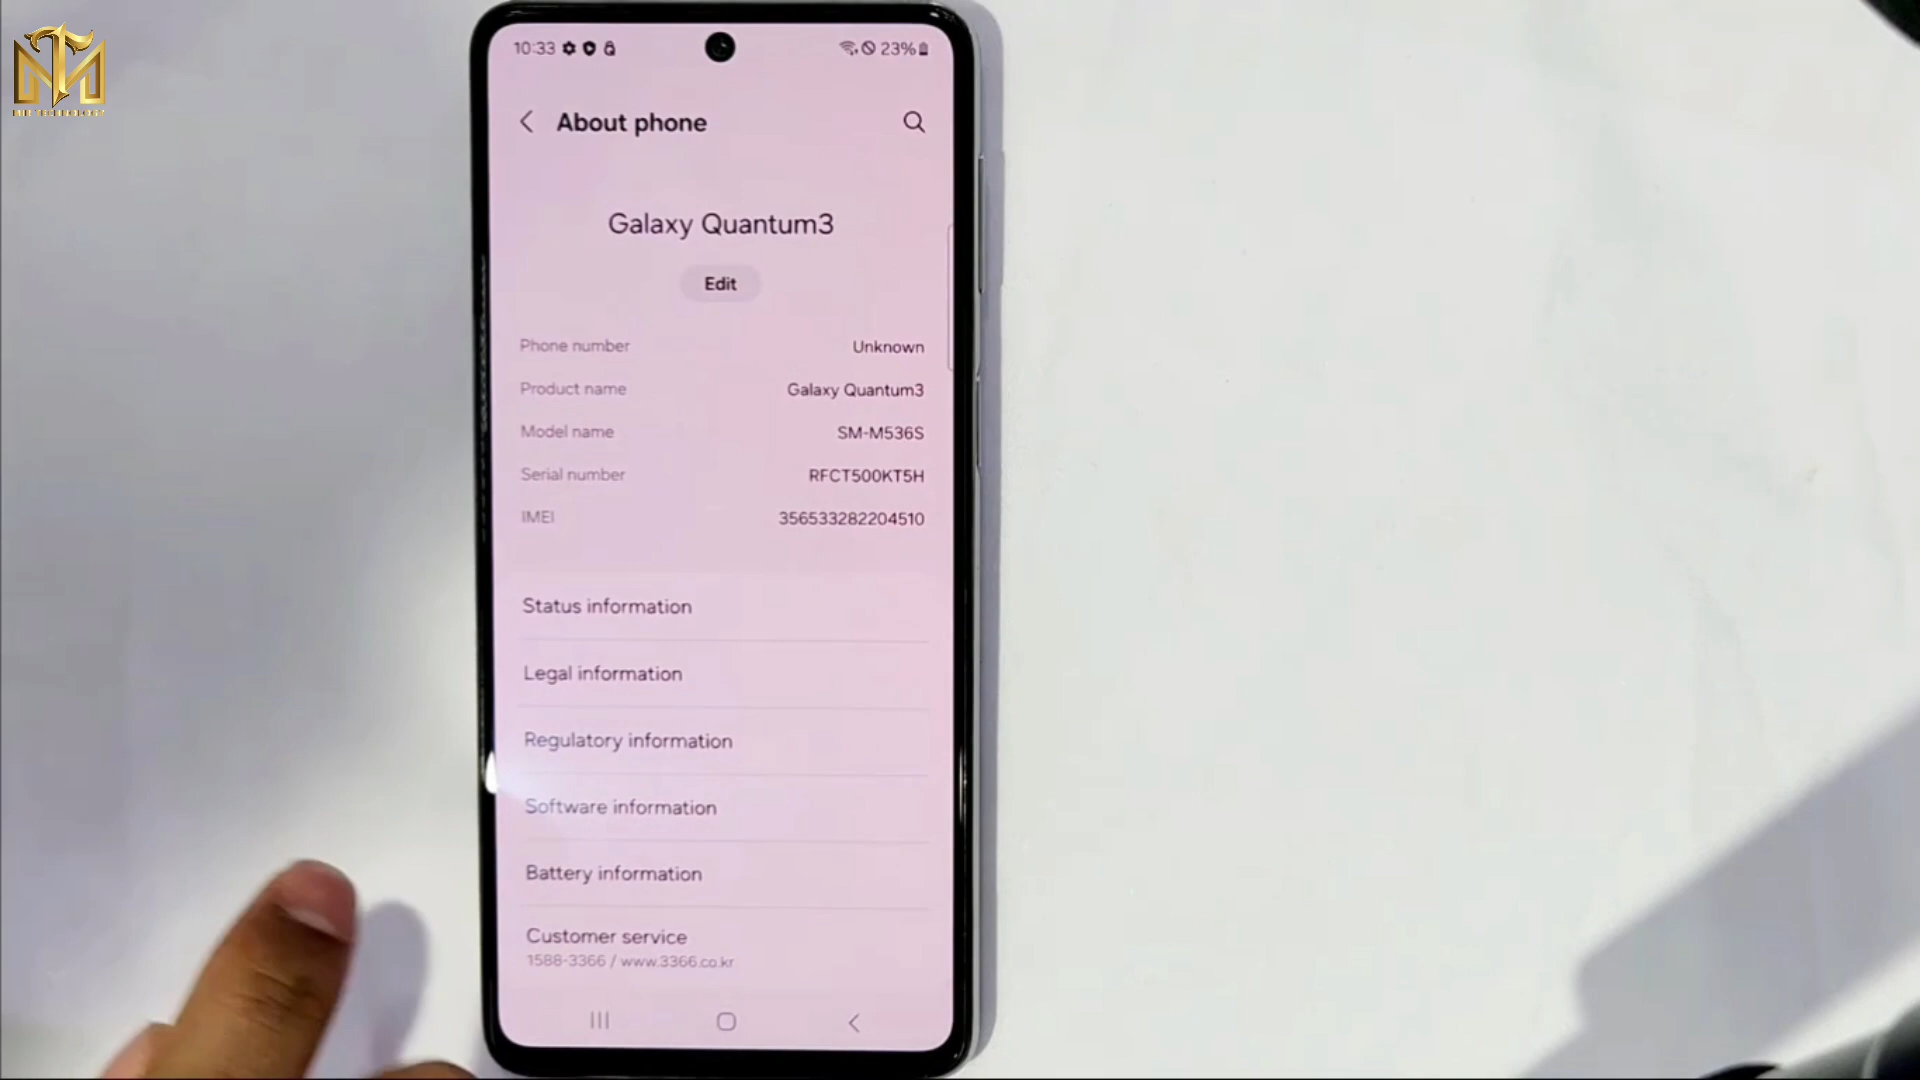 10:33 23%
About phone
Galaxy Quantum3
Edit
Phone number Unknown
Product name Galaxy Quantum3
Model name SM-M536S
Serial number RFCT500KT5H
IMEI 356533282204510
Status information
Legal information
Regulatory information
Software information
Battery information
Customer service
1588-3366 / www.3366.co.kr